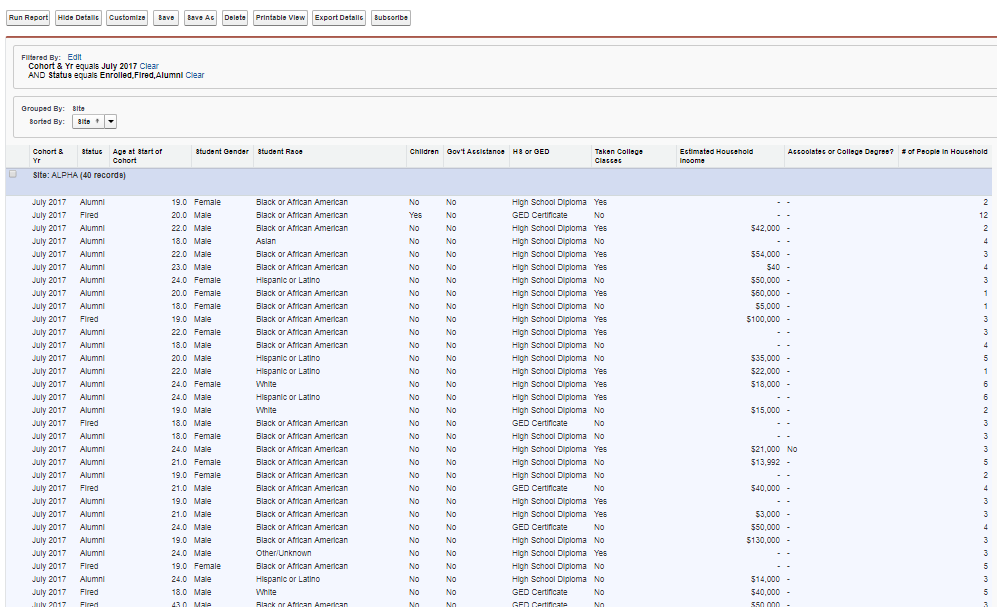 Run Report Hide Details Customize Save Save As Delete Printable View Export Details Subscribe
Filtered By: Edit
Cohort & Yr equals July 2017 Clear
AND Status equals Enrolled,Fired,Alumni Clear
Grouped By: Site
Sorted By: Site
Cohort & Yr Status Age at Start of Cohort Student Gender Student Race Children Gov't Assistance HS or GED Taken College Classes Estimated Household Income Associates or College Degree? # of People in Household
Site: ALPHA (40 records)
July 2017 Alumni 19.0 Female Black or African American No No High School Diploma Yes - - 2
July 2017 Fired 20.0 Male Black or African American Yes No GED Certificate No - - 12
July 2017 Alumni 22.0 Male Black or African American No No High School Diploma Yes $42,000 - 2
July 2017 Alumni 18.0 Male Asian No No High School Diploma No - - 4
July 2017 Alumni 22.0 Male Black or African American No No High School Diploma Yes $54,000 - 3
July 2017 Alumni 23.0 Male Black or African American No No High School Diploma Yes $40 - 4
July 2017 Alumni 24.0 Female Hispanic or Latino No No High School Diploma No $50,000 - 3
July 2017 Alumni 20.0 Female Black or African American No No High School Diploma Yes $60,000 - 1
July 2017 Alumni 18.0 Female Black or African American No No High School Diploma No $5,000 - 1
July 2017 Fired 19.0 Male Black or African American No No High School Diploma Yes $100,000 - 3
July 2017 Alumni 22.0 Female Black or African American No No High School Diploma Yes - - 3
July 2017 Alumni 18.0 Male Black or African American No No High School Diploma No - - 4
July 2017 Alumni 20.0 Male Hispanic or Latino No No High School Diploma No $35,000 - 5
July 2017 Alumni 22.0 Male Hispanic or Latino No No High School Diploma Yes $22,000 - 1
July 2017 Alumni 24.0 Female White No No High School Diploma Yes $18,000 - 6
July 2017 Alumni 24.0 Male Hispanic or Latino No No High School Diploma Yes - - 6
July 2017 Alumni 19.0 Male White No No High School Diploma No $15,000 - 2
July 2017 Fired 18.0 Male Black or African American No No GED Certificate No - - 3
July 2017 Alumni 18.0 Female Black or African American No No High School Diploma No - - 3
July 2017 Alumni 24.0 Male Black or African American No No High School Diploma Yes $21,000 No 3
July 2017 Alumni 21.0 Female Black or African American No No High School Diploma No $13,992 - 5
July 2017 Alumni 19.0 Female Black or African American No No High School Diploma No - - 2
July 2017 Fired 21.0 Male Black or African American No No GED Certificate No $40,000 - 4
July 2017 Alumni 19.0 Male Black or African American No No High School Diploma Yes - - 3
July 2017 Alumni 21.0 Male Black or African American No No High School Diploma Yes $3,000 - 3
July 2017 Alumni 24.0 Male Black or African American No No GED Certificate No $50,000 - 4
July 2017 Alumni 19.0 Male Black or African American No No High School Diploma No $130,000 - 3
July 2017 Alumni 24.0 Male Other/Unknown No No High School Diploma Yes - - 3
July 2017 Fired 19.0 Female Black or African American No No High School Diploma No - - 5
July 2017 Alumni 24.0 Male Hispanic or Latino No No High School Diploma No $14,000 - 3
July 2017 Fired 18.0 Male White No No GED Certificate No $40,000 - 5
July 2017 Fired 43.0 Male Black or African American No No GED Certificate No $50,000 - 3